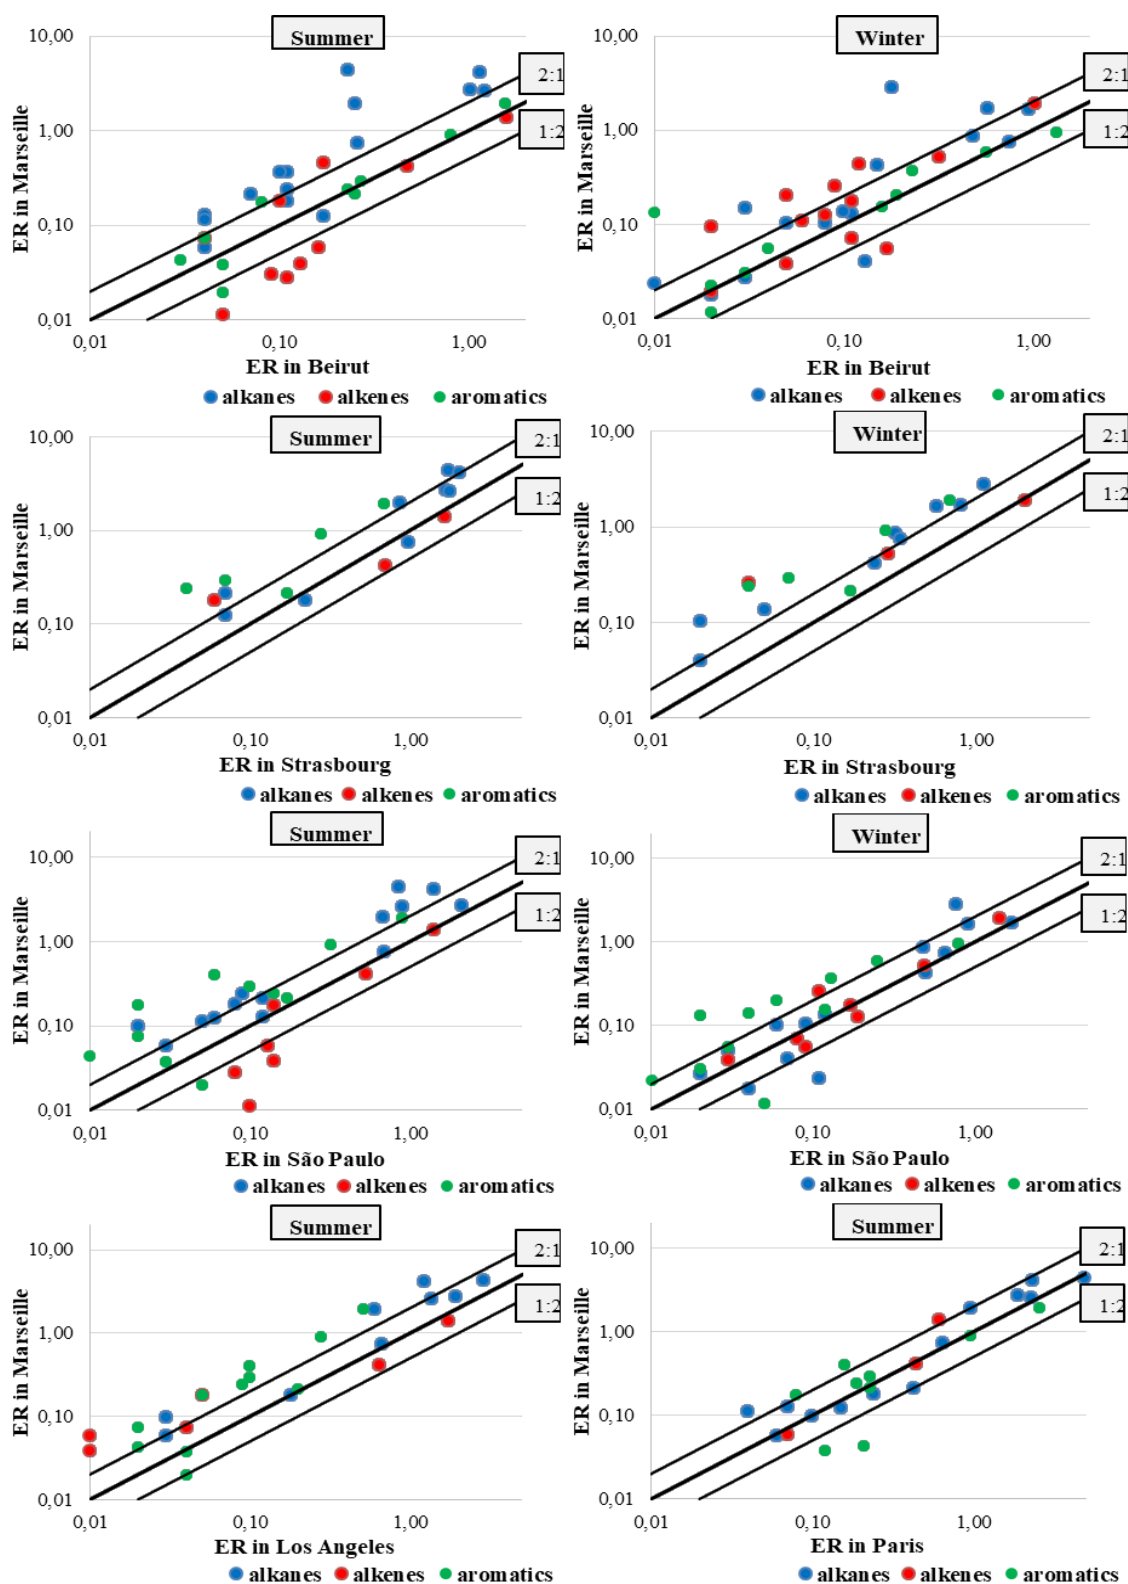 Summer
10,00
1,00
0,10
0,01
0,01
0,10
1,00
ER in Marseille
ER in Beirut
2:1
1:2
alkanes alkenes aromatics
Winter
10,00
1,00
0,10
0,01
0,01
0,10
1,00
ER in Marseille
ER in Beirut
2:1
1:2
alkanes alkenes aromatics
Summer
10,00
1,00
0,10
0,01
0,01
0,10
1,00
ER in Marseille
ER in Strasbourg
2:1
1:2
alkanes alkenes aromatics
Winter
10,00
1,00
0,10
0,01
0,01
0,10
1,00
ER in Marseille
ER in Strasbourg
2:1
1:2
alkanes alkenes aromatics
Summer
10,00
1,00
0,10
0,01
0,01
0,10
1,00
ER in Marseille
ER in São Paulo
2:1
1:2
alkanes alkenes aromatics
Winter
10,00
1,00
0,10
0,01
0,01
0,10
1,00
ER in Marseille
ER in São Paulo
2:1
1:2
alkanes alkenes aromatics
Summer
10,00
1,00
0,10
0,01
0,01
0,10
1,00
ER in Marseille
ER in Los Angeles
2:1
1:2
alkanes alkenes aromatics
Summer
10,00
1,00
0,10
0,01
0,01
0,10
1,00
ER in Marseille
ER in Paris
2:1
1:2
alkanes alkenes aromatics